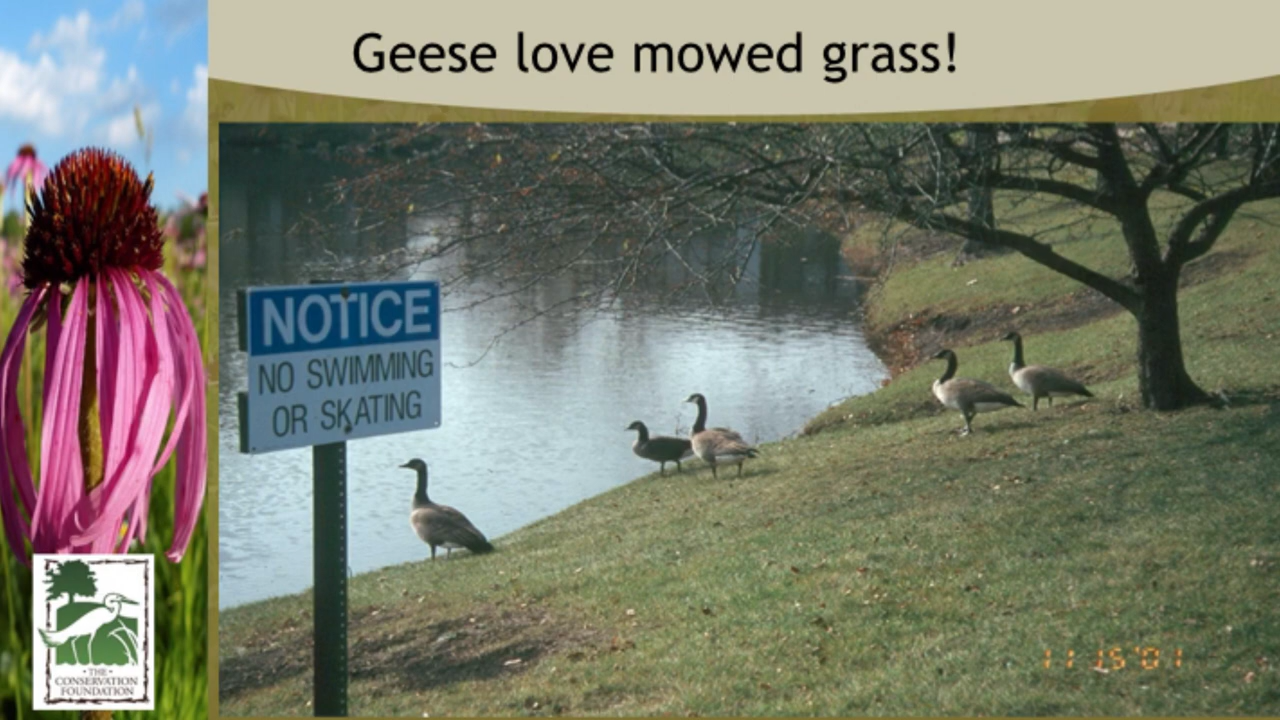 Geese love mowed grass!
NOTICE
NO SWIMMING
OR SKATING
11 15 '01
• THE •
CONSERVATION
FOUNDATION